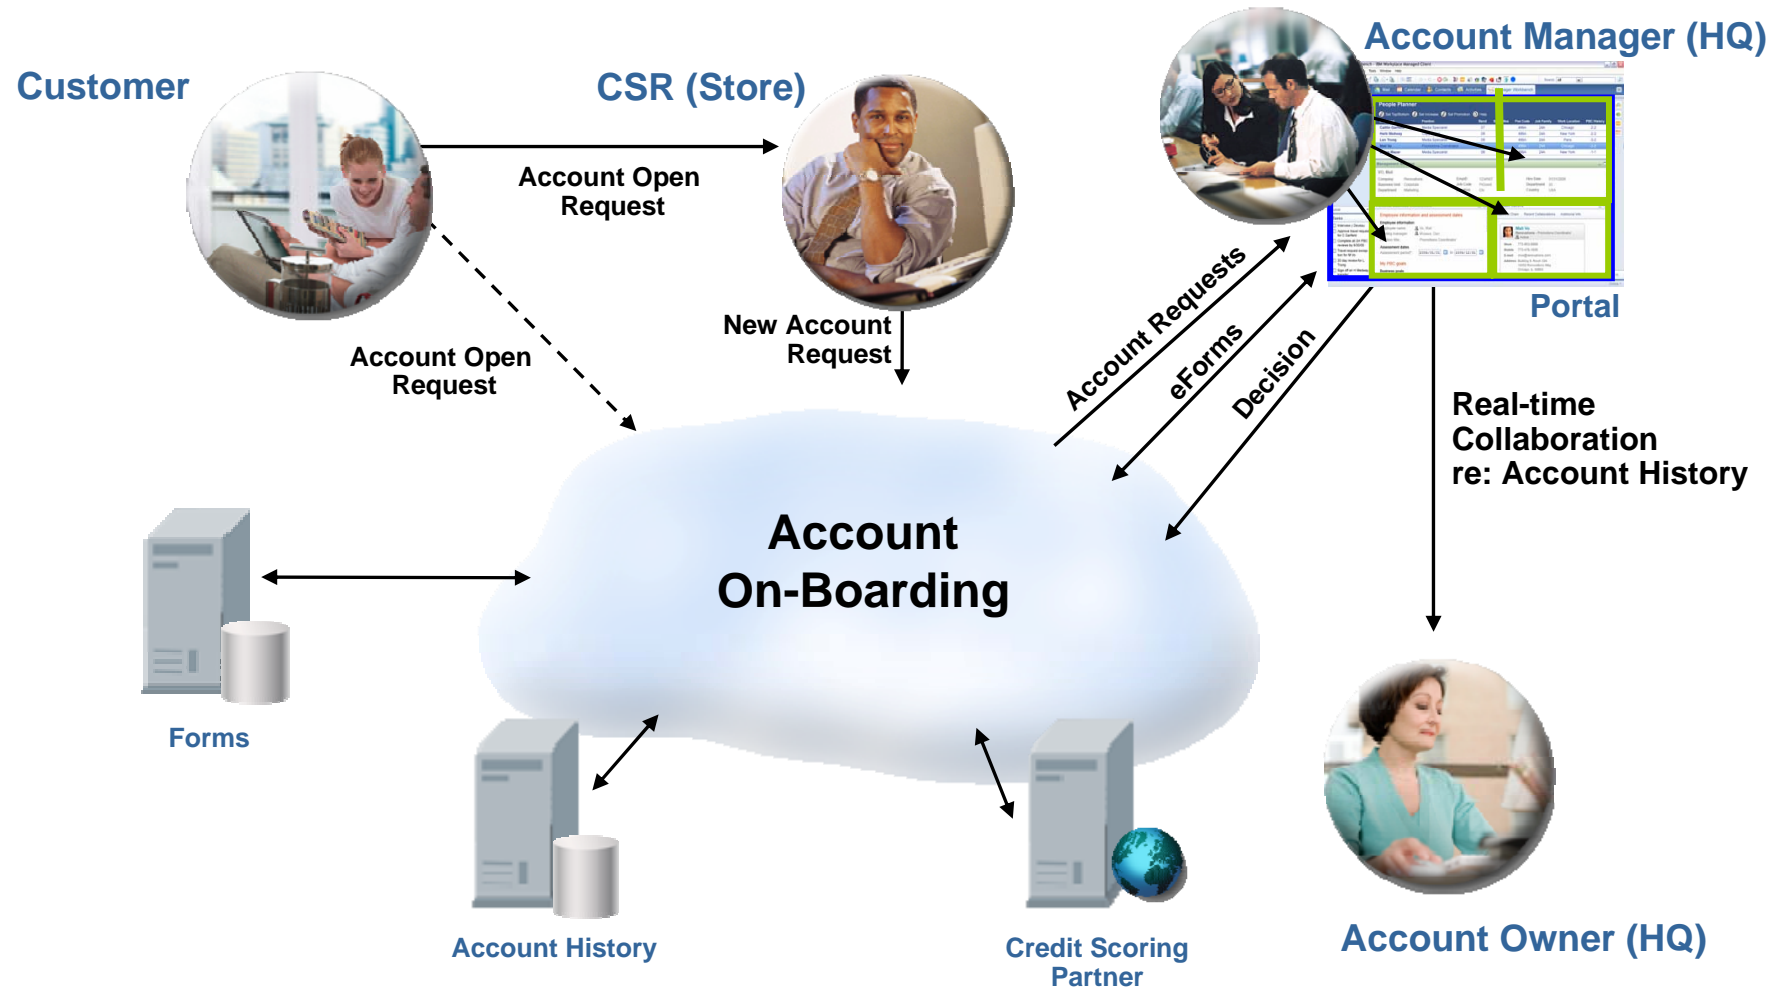 Customer
CSR (Store)
Account Manager (HQ)
People Planner
Account Open
Request
Portal
New Account
Request
Account Open
Request
Account Requests
eForms
Decision
Real-time
Collaboration
re: Account History
Account
On-Boarding
Forms
Account History
Credit Scoring
Partner
Account Owner (HQ)